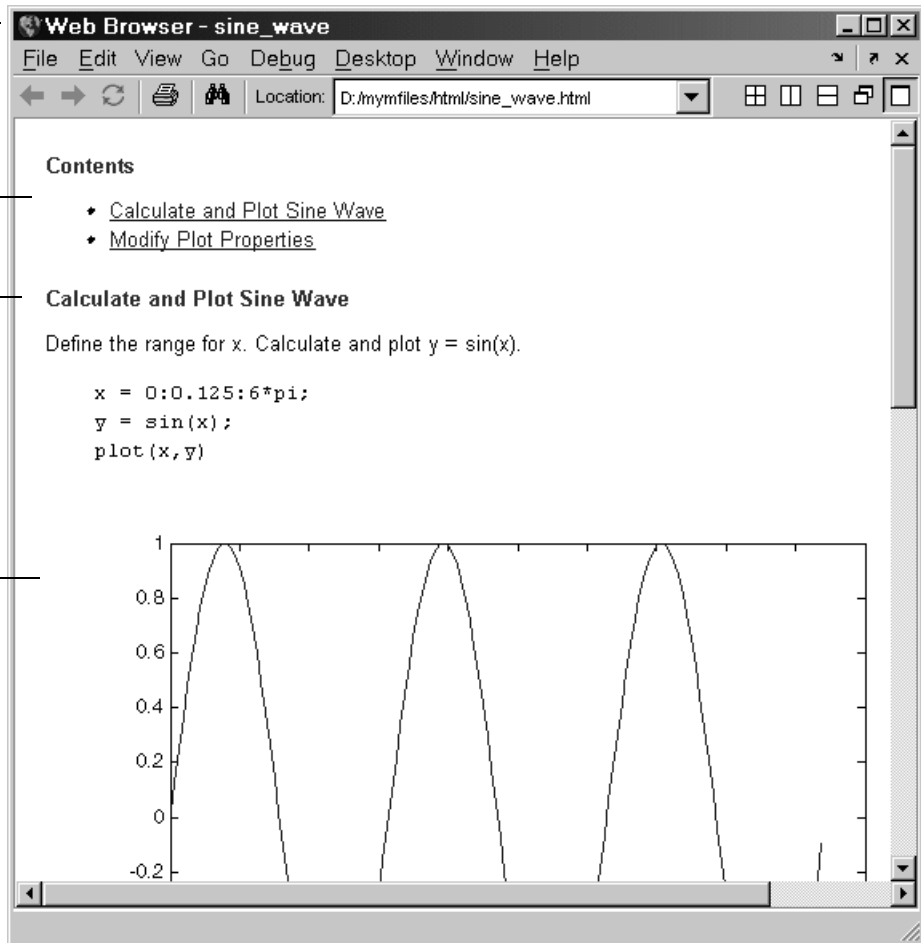 Web Browser - sine_wave
File Edit View Go Debug Desktop Window Help
Location: D:/mymfiles/html/sine_wave.html
Contents
Calculate and Plot Sine Wave
Modify Plot Properties
Calculate and Plot Sine Wave
Define the range for x. Calculate and plot y = sin(x).
x = 0:0.125:6*pi;
y = sin(x);
plot(x,y)
1
0.8
0.6
0.4
0.2
0
-0.2